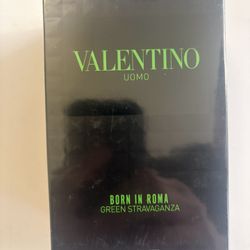 VALENTINO
UOMO
BORN IN ROMA
GREEN STRAVAGANZA